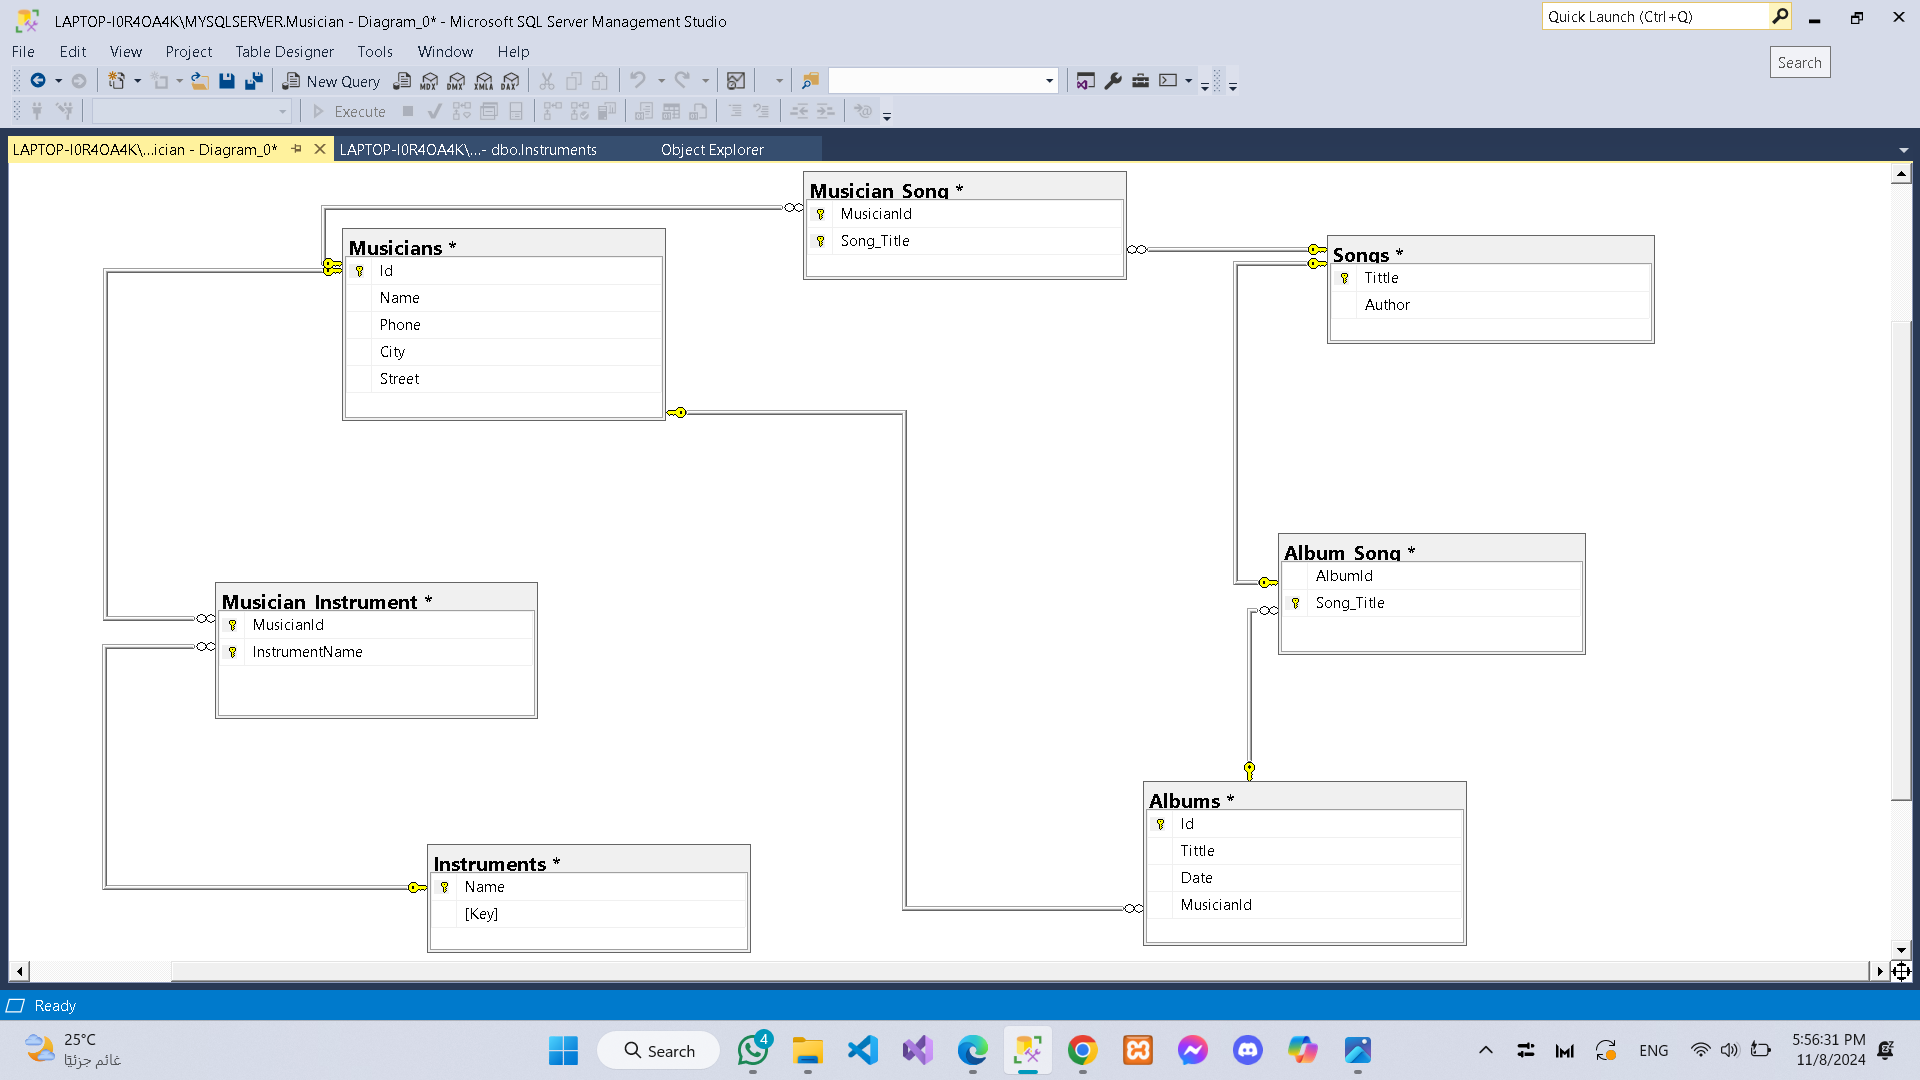 LAPTOP-I0R4OA4K\MYSQLSERVER.Musician - Diagram_0* - Microsoft SQL Server Management Studio
Quick Launch (Ctrl+Q)
File Edit View Project Table Designer Tools Window Help
Search
New Query
MDX DMX XMLA DAX
Execute
LAPTOP-I0R4OA4K\...ician - Diagram_0*
LAPTOP-I0R4OA4K\...- dbo.Instruments
Object Explorer
Musician_Song *
MusicianId
Song_Title
Musicians *
Id
Name
Phone
City
Street
Songs *
Tittle
Author
Album_Song *
AlbumId
Song_Title
Musician_Instrument *
MusicianId
InstrumentName
Albums *
Id
Tittle
Date
MusicianId
Instruments *
Name
[Key]
Ready
25°C
غائم جزئيًا
Search
4
ENG
5:56:31 PM
11/8/2024